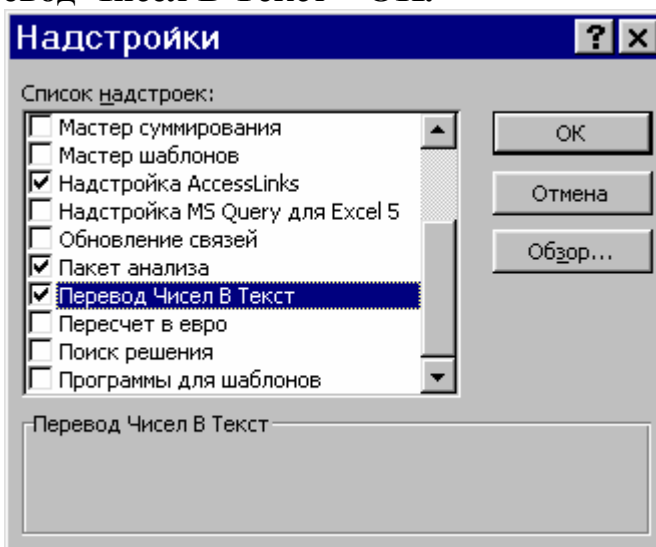 Надстройки
Список надстроек:
Мастер суммирования
Мастер шаблонов
Надстройка AccessLinks
Надстройка MS Query для Excel 5
Обновление связей
Пакет анализа
Перевод Чисел В Текст
Пересчет в евро
Поиск решения
Программы для шаблонов
ОК
Отмена
Обзор...
Перевод Чисел В Текст